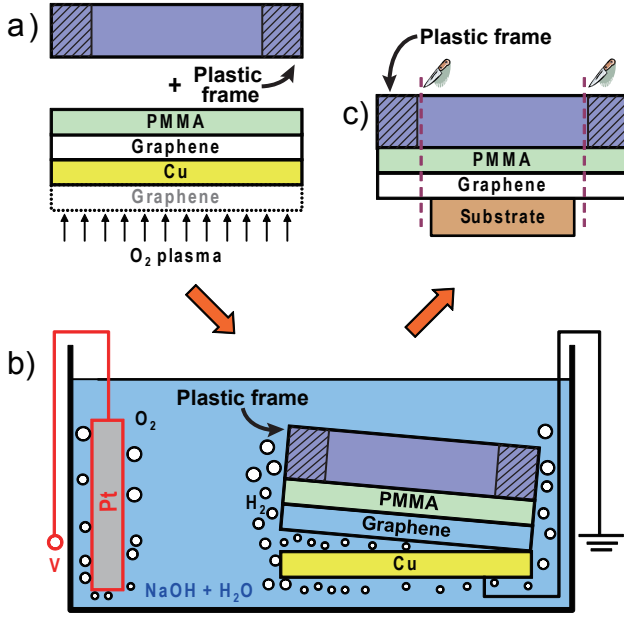 a)
+ Plastic
frame
PMMA
Graphene
Cu
Graphene
O₂ plasma
Plastic frame
c)
PMMA
Graphene
Substrate
b)
Plastic frame
O₂
Pt
H₂
PMMA
Graphene
Cu
V
NaOH + H₂O